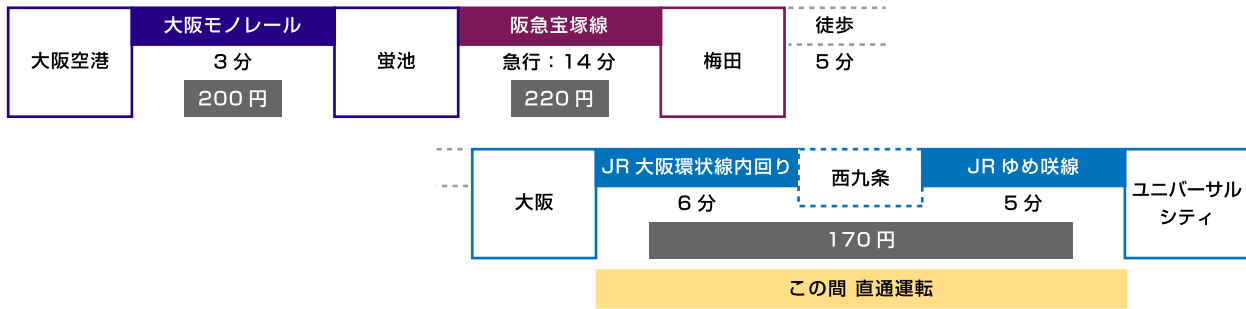 大阪モノレール
阪急宝塚線
徒歩
大阪空港
3分
蛍池
急行：14分
梅田
5分
200円
220円
JR大阪環状線内回り
西九条
JRゆめ咲線
大阪
6分
5分
ユニバーサル
シティ
170円
この間 直通運転